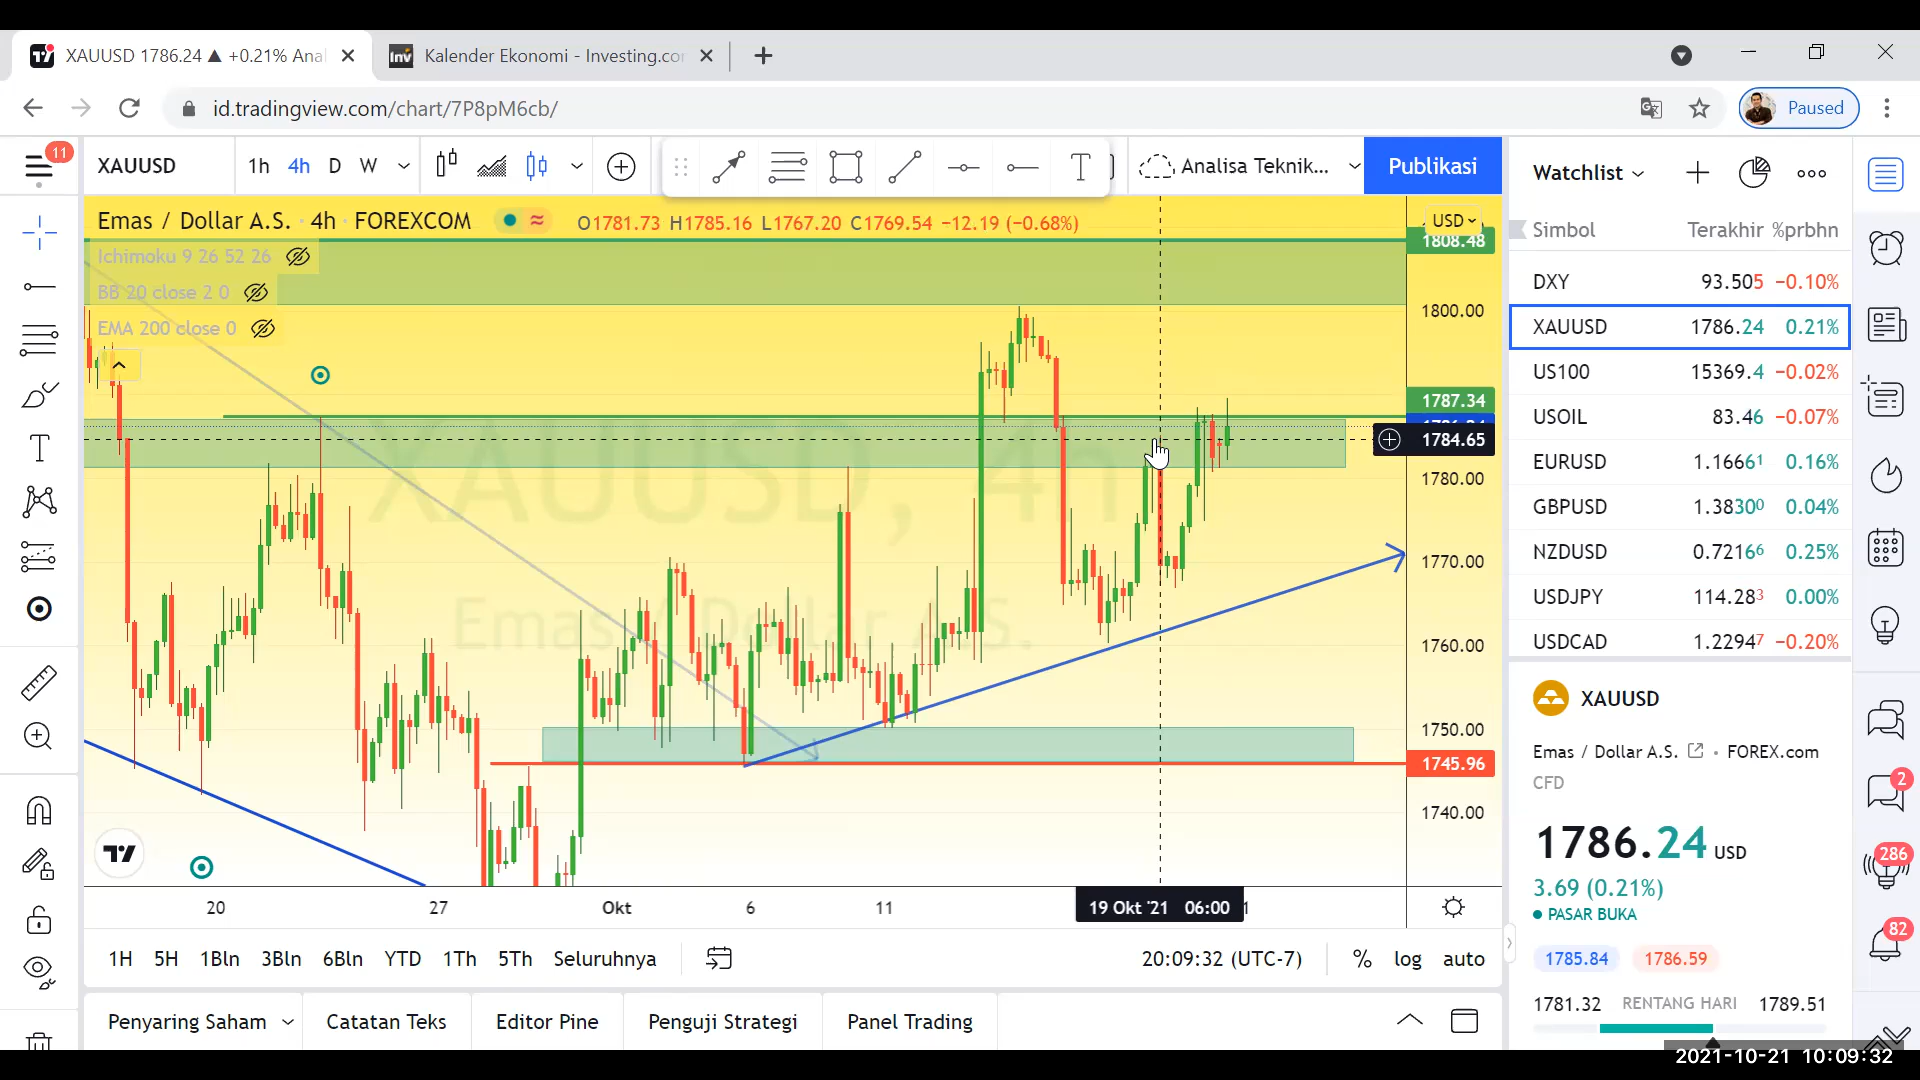 XAUUSD 1786.24 ▲ +0.21% Anal
Kalender Ekonomi - Investing.co
id.tradingview.com/chart/7P8pM6cb/
Paused
11
XAUUSD
1h 4h D W
Analisa Teknik...
Publikasi
Watchlist
Emas / Dollar A.S. · 4h · FOREXCOM
O1781.73 H1785.16 L1767.20 C1769.54 −12.19 (−0.68%)
USD
1808.48
Ichimoku 9 26 52 26
BB 20 close 2 0
EMA 200 close 0
XAUUSD, 4h
Emas / Dollar A.S.
1800.00
1787.34
1784.65
1780.00
1770.00
1760.00
1750.00
1745.96
1740.00
20 27 Okt 6 11 19 Okt '21 06:00
1H 5H 1Bln 3Bln 6Bln YTD 1Th 5Th Seluruhnya
20:09:32 (UTC-7)
% log auto
Penyaring Saham
Catatan Teks
Editor Pine
Penguji Strategi
Panel Trading
Simbol Terakhir %prbhn
DXY 93.505 −0.10%
XAUUSD 1786.24 0.21%
US100 15369.4 −0.02%
USOIL 83.46 −0.07%
EURUSD 1.16661 0.16%
GBPUSD 1.38300 0.04%
NZDUSD 0.72166 0.25%
USDJPY 114.283 0.00%
USDCAD 1.22947 −0.20%
XAUUSD
Emas / Dollar A.S. · FOREX.com
CFD
1786.24 USD
3.69 (0.21%)
PASAR BUKA
1785.84 1786.59
1781.32 RENTANG HARI 1789.51
2
286
82
2021-10-21 10:09:32